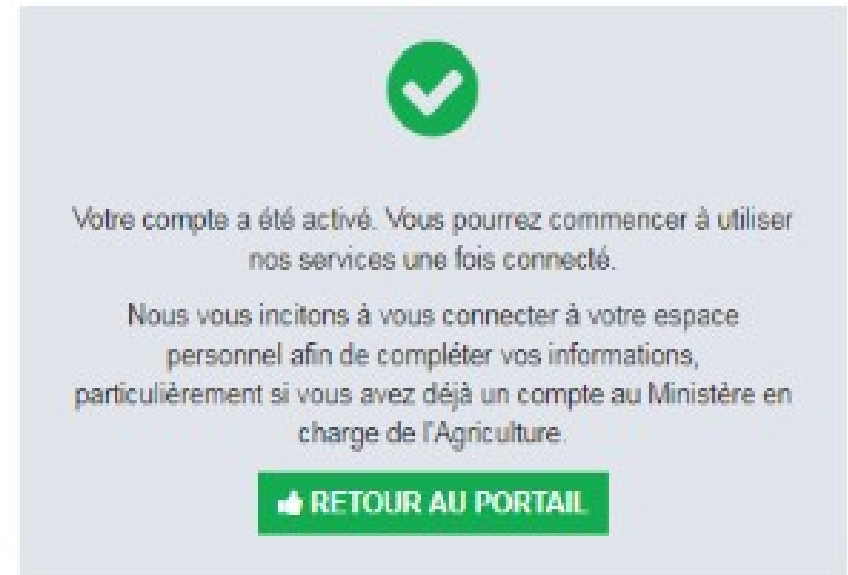 Votre compte a été activé. Vous pourrez commencer à utiliser
nos services une fois connecté.
Nous vous incitons à vous connecter à votre espace
personnel afin de compléter vos informations,
particulièrement si vous avez déjà un compte au Ministère en
charge de l'Agriculture.
RETOUR AU PORTAIL